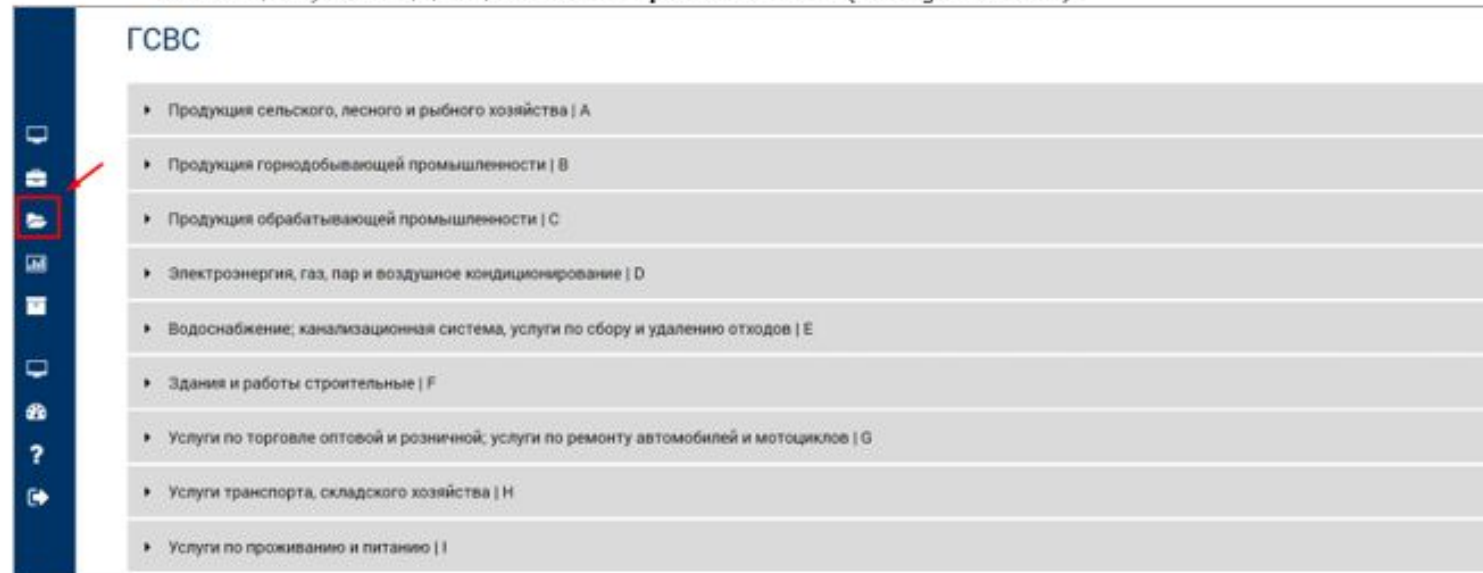 ГСВС
Продукция сельского, лесного и рыбного хозяйства | A
Продукция горнодобывающей промышленности | B
Продукция обрабатывающей промышленности | C
Электроэнергия, газ, пар и воздушное кондиционирование | D
Водоснабжение; канализационная система, услуги по сбору и удалению отходов | E
Здания и работы строительные | F
Услуги по торговле оптовой и розничной; услуги по ремонту автомобилей и мотоциклов | G
Услуги транспорта, складского хозяйства | H
Услуги по проживанию и питанию | I